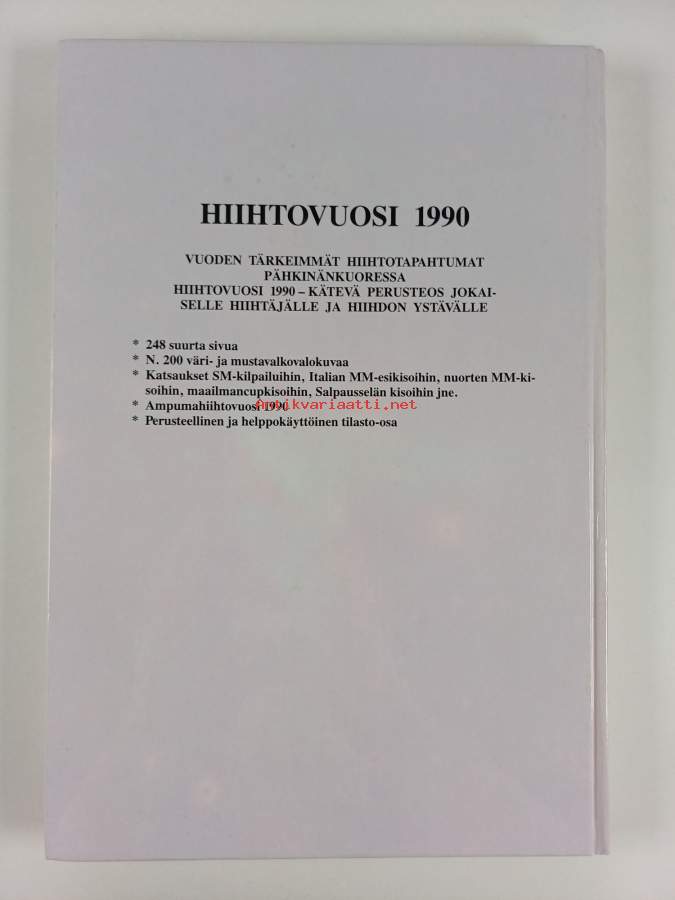 HIIHTOVUOSI 1990
VUODEN TÄRKEIMMÄT HIIHTOTAPAHTUMAT
PÄHKINÄNKUORESSA
HIIHTOVUOSI 1990 – KÄTEVÄ PERUSTEOS JOKAI-
SELLE HIIHTÄJÄLLE JA HIIHDON YSTÄVÄLLE
* 248 suurta sivua
* N. 200 väri- ja mustavalkovalokuvaa
* Katsaukset SM-kilpailuihin, Italian MM-esikisoihin, nuorten MM-ki-
soihin, maailmancupkisoihin, Salpausselän kisoihin jne.
* Ampumahiihtovuosi 1990
Antikvariaatti.net
* Perusteellinen ja helppokäyttöinen tilasto-osa